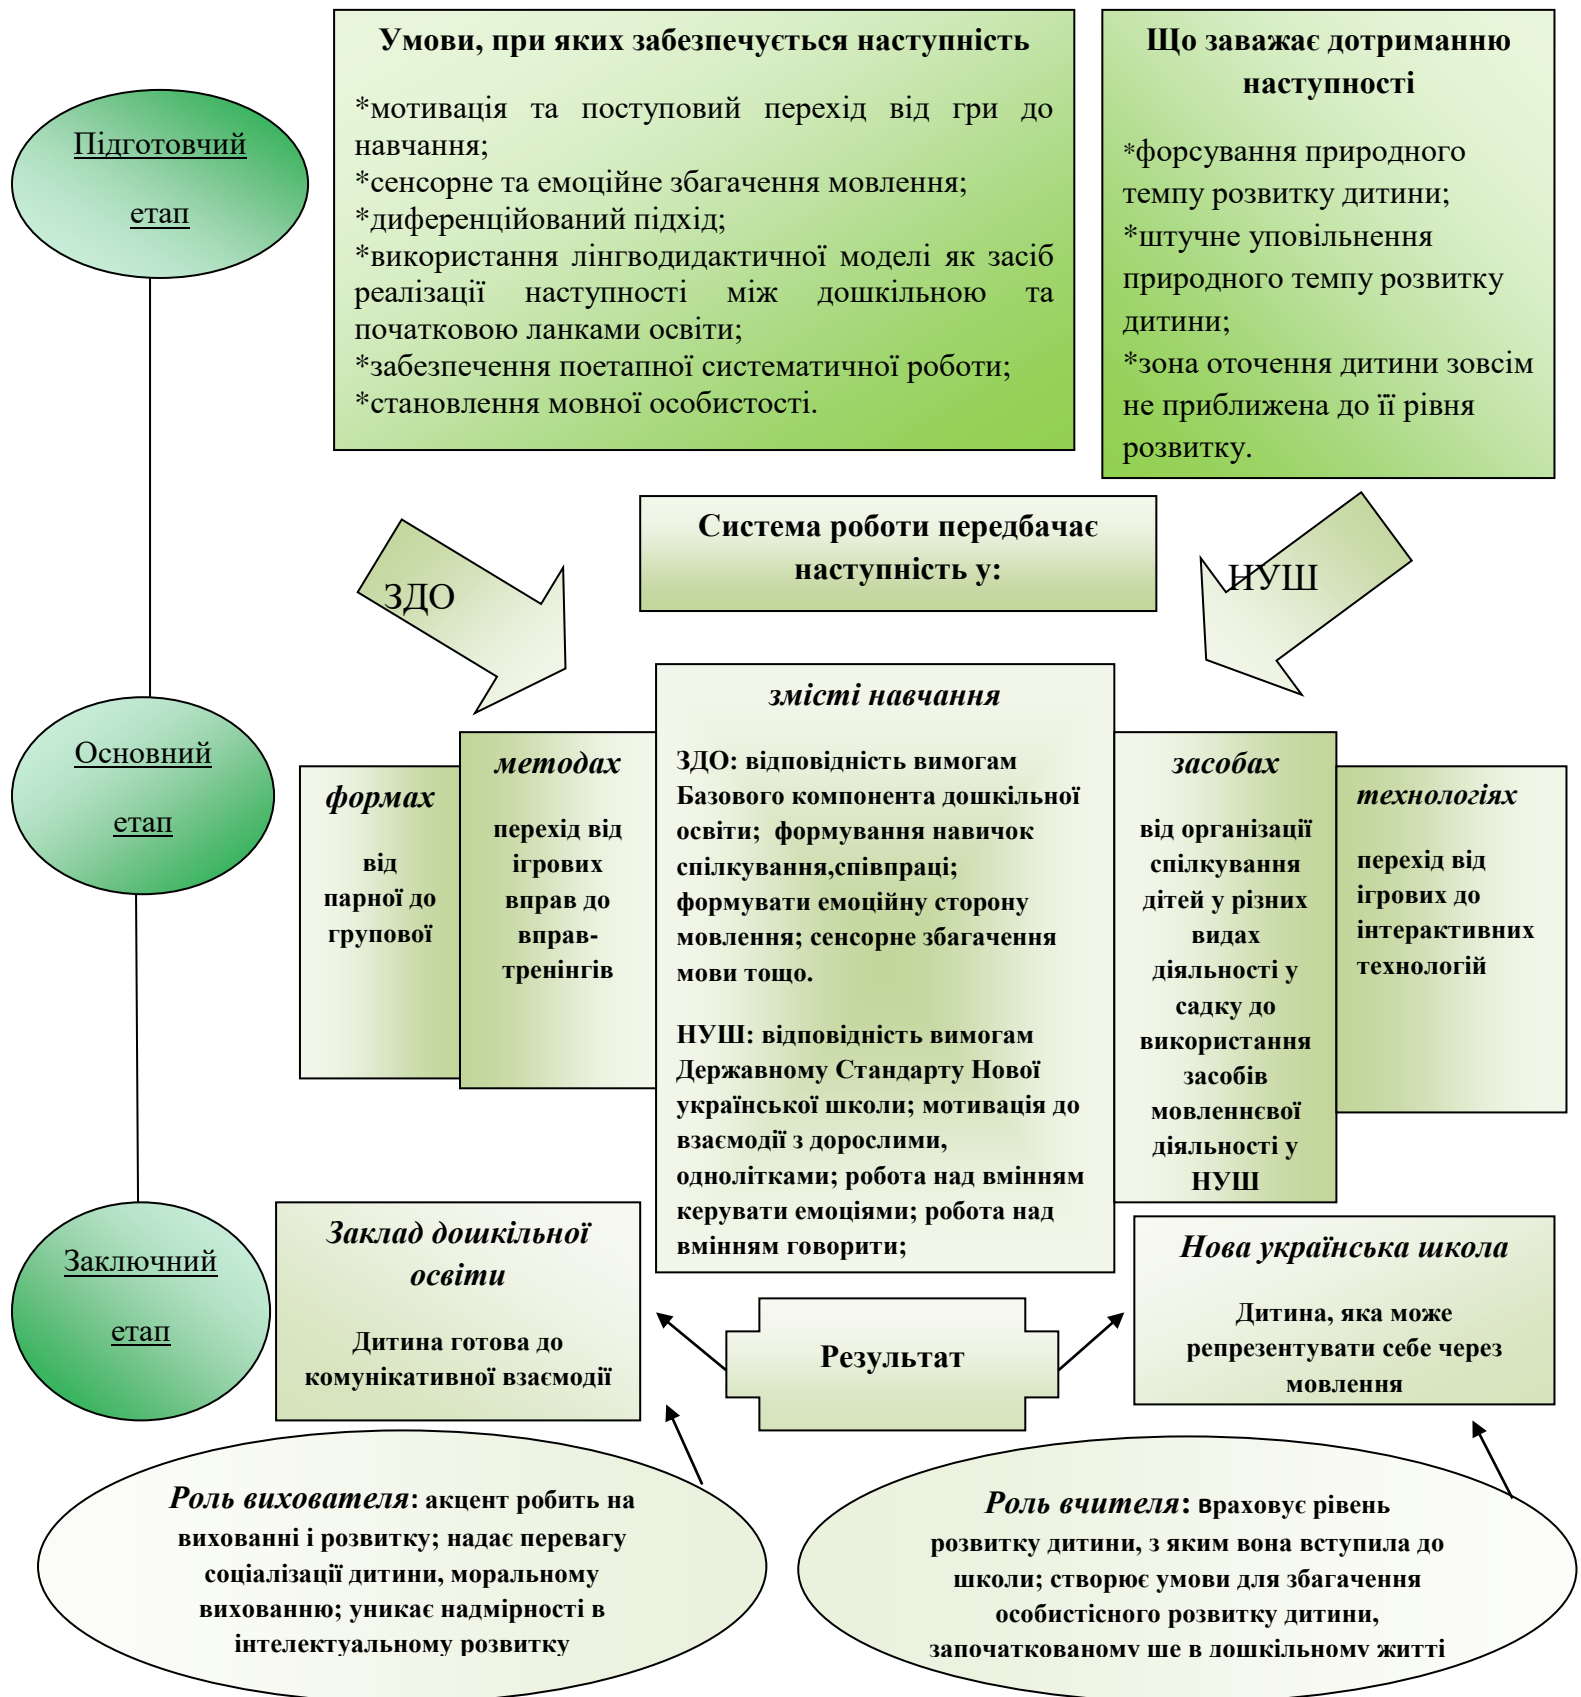 Підготовчий
етап
Умови, при яких забезпечується наступність
*мотивація та поступовий перехід від гри до
навчання;
*сенсорне та емоційне збагачення мовлення;
*диференційований підхід;
*використання лінгводидактичної моделі як засіб
реалізації наступності між дошкільною та
початковою ланками освіти;
*забезпечення поетапної систематичної роботи;
*становлення мовної особистості.
Що заважає дотриманню
наступності
*форсування природного
темпу розвитку дитини;
*штучне уповільнення
природного темпу розвитку
дитини;
*зона оточення дитини зовсім
не приближена до її рівня
розвитку.
Система роботи передбачає
наступність у:
ЗДО
НУШ
Основний
етап
формах
від
парної до
групової
методах
перехід від
ігрових
вправ до
вправ-
тренінгів
змісті навчання
ЗДО: відповідність вимогам
Базового компонента дошкільної
освіти;  формування навичок
спілкування,співпраці;
формувати емоційну сторону
мовлення; сенсорне збагачення
мови тощо.
НУШ: відповідність вимогам
Державному Стандарту Нової
української школи; мотивація до
взаємодії з дорослими,
однолітками; робота над вмінням
керувати емоціями; робота над
вмінням говорити;
засобах
від організації
спілкування
дітей у різних
видах
діяльності у
садку до
використання
засобів
мовленнєвої
діяльності у
НУШ
технологіях
перехід від
ігрових до
інтерактивних
технологій
Заключний
етап
Заклад дошкільної
освіти
Дитина готова до
комунікативної взаємодії
Результат
Нова українська школа
Дитина, яка може
репрезентувати себе через
мовлення
Роль вихователя: акцент робить на
вихованні і розвитку; надає перевагу
соціалізації дитини, моральному
вихованню; уникає надмірності в
інтелектуальному розвитку
Роль вчителя: враховує рівень
розвитку дитини, з яким вона вступила до
школи; створює умови для збагачення
особистісного розвитку дитини,
започаткованому ще в дошкільному житті